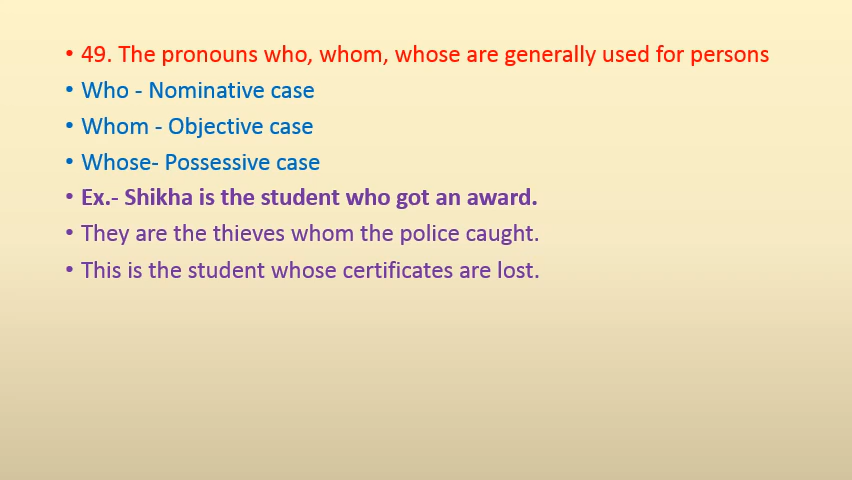 • 49. The pronouns who, whom, whose are generally used for persons
• Who - Nominative case
• Whom - Objective case
• Whose- Possessive case
• Ex.- Shikha is the student who got an award.
• They are the thieves whom the police caught.
• This is the student whose certificates are lost.